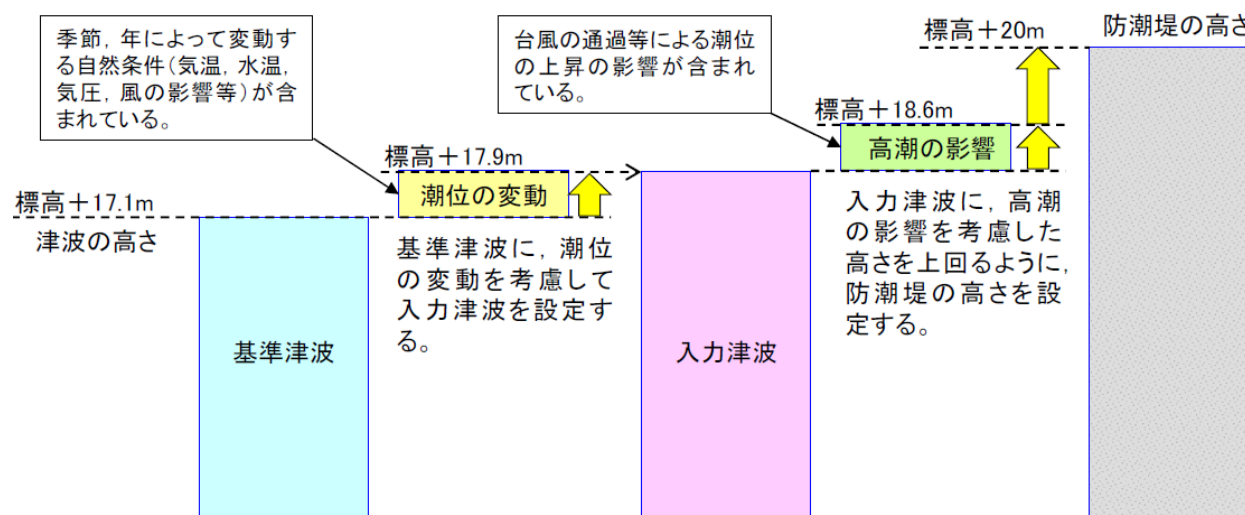 季節，年によって変動す
る自然条件（気温，水温，
気圧，風の影響等）が含
まれている。
台風の通過等による潮位
の上昇の影響が含まれ
ている。
標高＋20m
防潮堤の高さ
標高＋18.6m
高潮の影響
標高＋17.9m
潮位の変動
標高＋17.1m
津波の高さ
基準津波に，潮位
の変動を考慮して
入力津波を設定す
る。
入力津波に，高潮
の影響を考慮した
高さを上回るように，
防潮堤の高さを設
定する。
基準津波
入力津波